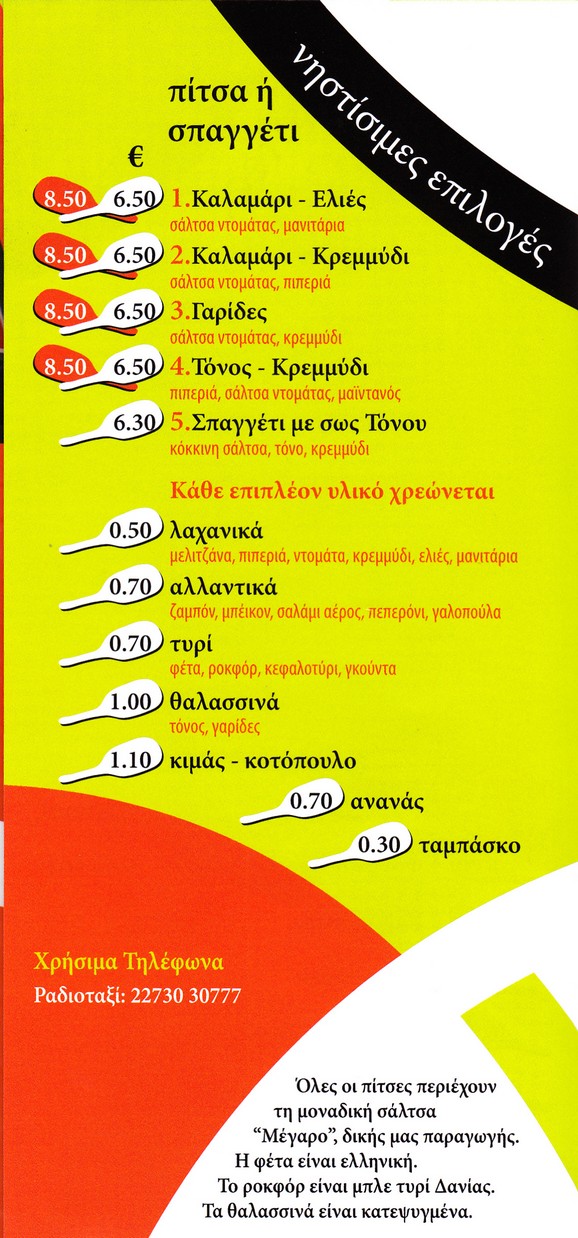 νηστίσιμες επιλογές
πίτσα ή
σπαγγέτι
€
8.50 6.50 1.Καλαμάρι - Ελιές
σάλτσα ντομάτας, μανιτάρια
8.50 6.50 2.Καλαμάρι - Κρεμμύδι
σάλτσα ντομάτας, πιπεριά
8.50 6.50 3.Γαρίδες
σάλτσα ντομάτας, κρεμμύδι
8.50 6.50 4.Τόνος - Κρεμμύδι
πιπεριά, σάλτσα ντομάτας, μαϊντανός
6.30 5.Σπαγγέτι με σως Τόνου
κόκκινη σάλτσα, τόνο, κρεμμύδι
Κάθε επιπλέον υλικό χρεώνεται
0.50 λαχανικά
μελιτζάνα, πιπεριά, ντομάτα, κρεμμύδι, ελιές, μανιτάρια
0.70 αλλαντικά
ζαμπόν, μπέικον, σαλάμι αέρος, πεπερόνι, γαλοπούλα
0.70 τυρί
φέτα, ροκφόρ, κεφαλοτύρι, γκούντα
1.00 θαλασσινά
τόνος, γαρίδες
1.10 κιμάς - κοτόπουλο
0.70 ανανάς
0.30 ταμπάσκο
Χρήσιμα Τηλέφωνα
Ραδιοταξί: 22730 30777
Όλες οι πίτσες περιέχουν
τη μοναδική σάλτσα
“Μέγαρο”, δικής μας παραγωγής.
Η φέτα είναι ελληνική.
Το ροκφόρ είναι μπλε τυρί Δανίας.
Τα θαλασσινά είναι κατεψυγμένα.